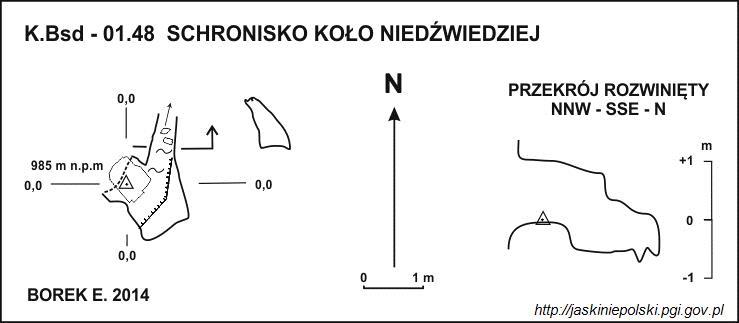 K.Bsd - 01.48 SCHRONISKO KOŁO NIEDŹWIEDZIEJ
0,0
N
PRZEKRÓJ ROZWINIĘTY
NNW - SSE - N
985 m n.p.m
0,0
0,0
0,0
m
+1
0
-1
0 1 m
BOREK E. 2014
http://jaskiniepolski.pgi.gov.pl